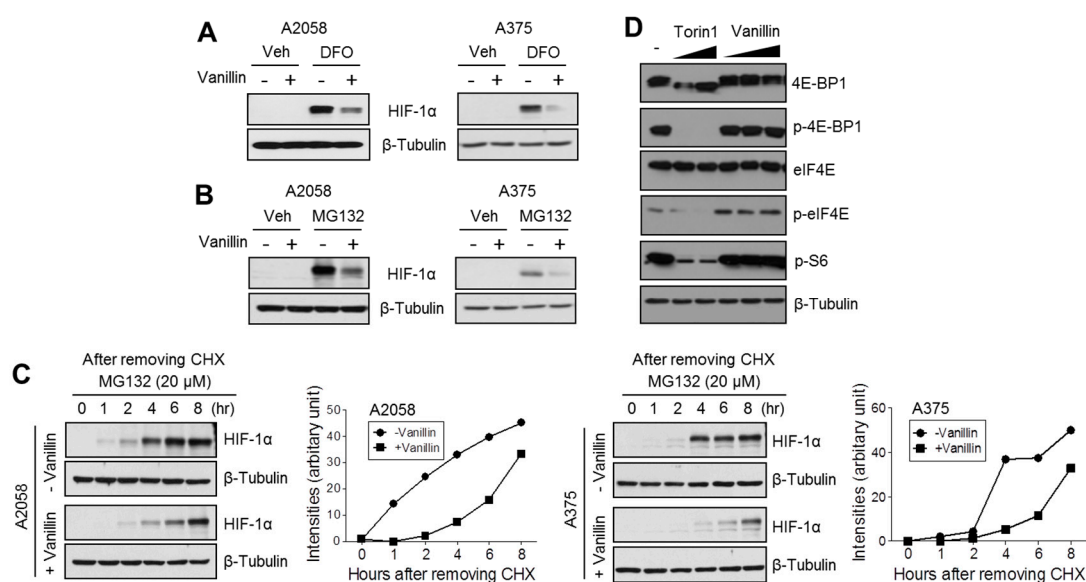 A
A2058
Veh DFO
Vanillin - + - +
HIF-1α
β-Tubulin
A375
Veh DFO
- + - +
B
A2058
Veh MG132
Vanillin - + - +
HIF-1α
β-Tubulin
A375
Veh MG132
- + - +
D
Torin1 Vanillin
-
4E-BP1
p-4E-BP1
eIF4E
p-eIF4E
p-S6
β-Tubulin
C
After removing CHX
MG132 (20 μM)
0 1 2 4 6 8 (hr)
A2058
- Vanillin
HIF-1α
β-Tubulin
+ Vanillin
HIF-1α
β-Tubulin
Intensities (arbitary unit)
50
40
30
20
10
0
A2058
-Vanillin
+Vanillin
0 1 2 4 6 8
Hours after removing CHX
After removing CHX
MG132 (20 μM)
0 1 2 4 6 8 (hr)
A375
- Vanillin
HIF-1α
β-Tubulin
+ Vanillin
HIF-1α
β-Tubulin
Intensities (arbitary unit)
60
40
20
0
A375
-Vanillin
+Vanillin
0 1 2 4 6 8
Hours after removing CHX